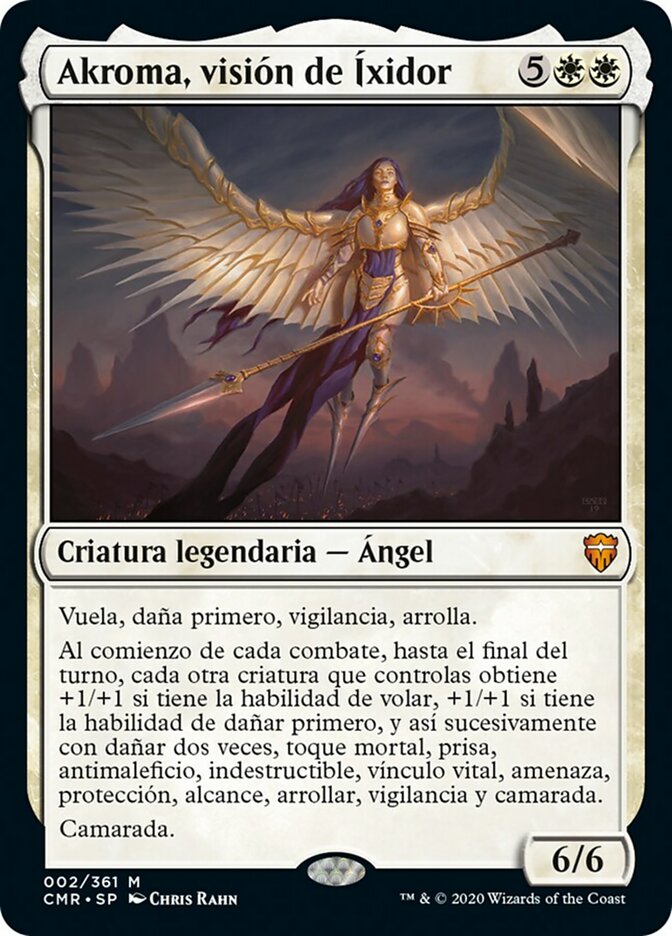 Akroma, visión de Íxidor 5
Criatura legendaria — Ángel
Vuela, daña primero, vigilancia, arrolla.
Al comienzo de cada combate, hasta el final del
turno, cada otra criatura que controlas obtiene
+1/+1 si tiene la habilidad de volar, +1/+1 si tiene
la habilidad de dañar primero, y así sucesivamente
con dañar dos veces, toque mortal, prisa,
antimaleficio, indestructible, vínculo vital, amenaza,
protección, alcance, arrollar, vigilancia y camarada.
Camarada.
6/6
002/361 M
CMR • SP Chris Rahn
™ & © 2020 Wizards of the Coast